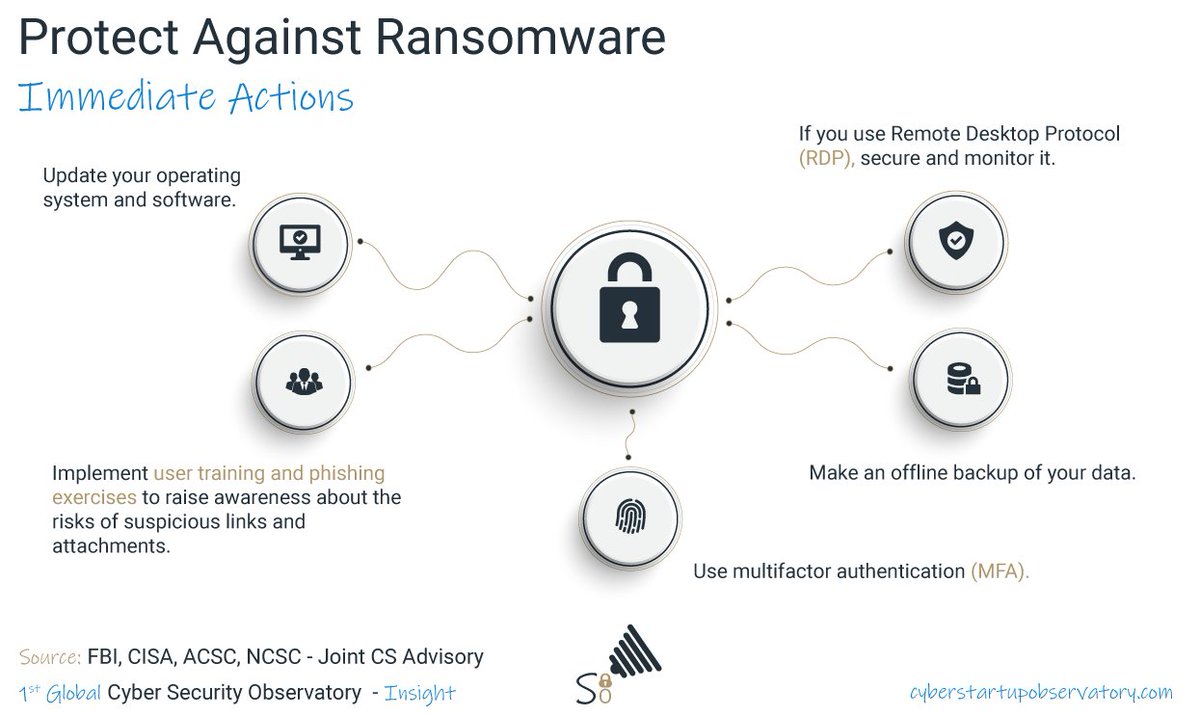 Protect Against Ransomware
Immediate Actions
Update your operating
system and software.
If you use Remote Desktop Protocol
(RDP), secure and monitor it.
Implement user training and phishing
exercises to raise awareness about the
risks of suspicious links and
attachments.
Make an offline backup of your data.
Use multifactor authentication (MFA).
Source: FBI, CISA, ACSC, NCSC - Joint CS Advisory
1st Global Cyber Security Observatory - Insight
SO
cyberstartupobservatory.com